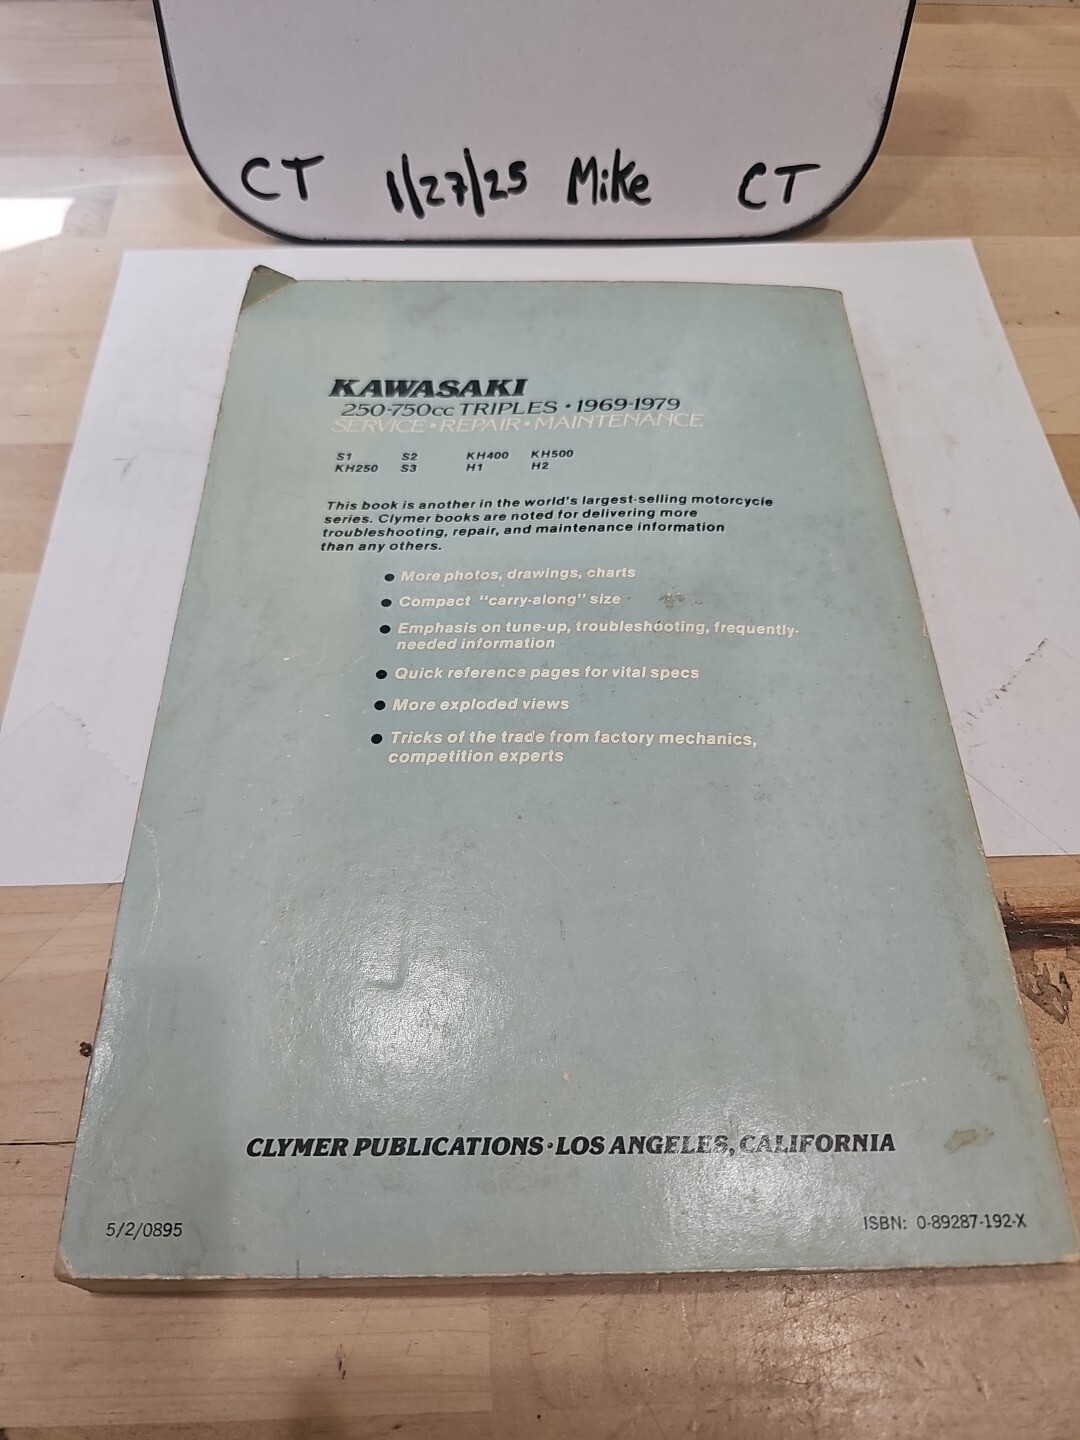 CT 1/27/25 Mike CT
KAWASAKI
250-750cc TRIPLES • 1969-1979
SERVICE • REPAIR • MAINTENANCE
S1 S2 KH400 KH500
KH250 S3 H1 H2
This book is another in the world's largest-selling motorcycle
series. Clymer books are noted for delivering more
troubleshooting, repair, and maintenance information
than any others.
● More photos, drawings, charts
● Compact "carry-along" size
● Emphasis on tune-up, troubleshooting, frequently-
needed information
● Quick reference pages for vital specs
● More exploded views
● Tricks of the trade from factory mechanics,
competition experts
CLYMER PUBLICATIONS • LOS ANGELES, CALIFORNIA
5/2/0895
ISBN: 0-89287-192-X